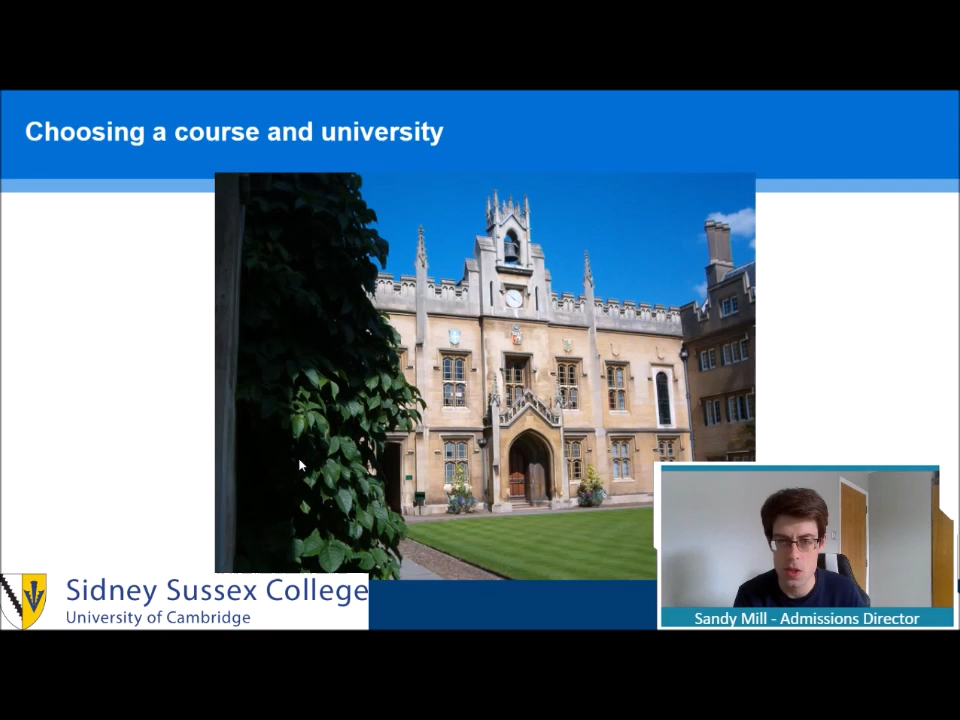 Choosing a course and university
Sidney Sussex College
University of Cambridge
Sandy Mill - Admissions Director